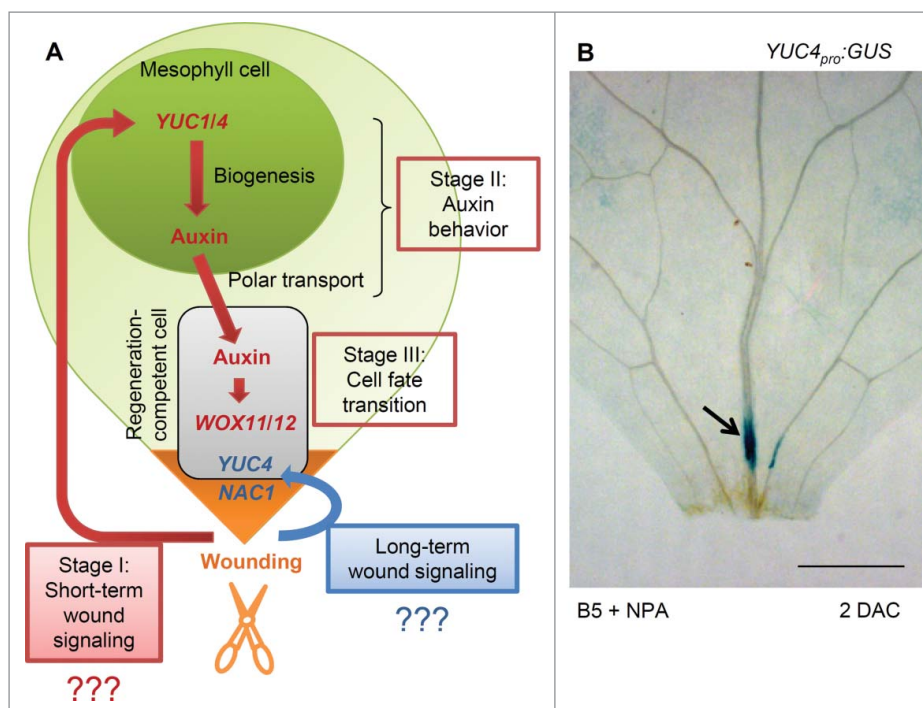 A
Mesophyll cell
YUC1/4
Biogenesis
Auxin
Polar transport
Stage II:
Auxin
behavior
Regeneration-
competent cell
Auxin
WOX11/12
YUC4
NAC1
Stage III:
Cell fate
transition
Wounding
Stage I:
Short-term
wound
signaling
???
Long-term
wound signaling
???
B
YUC4pro:GUS
B5 + NPA
2 DAC